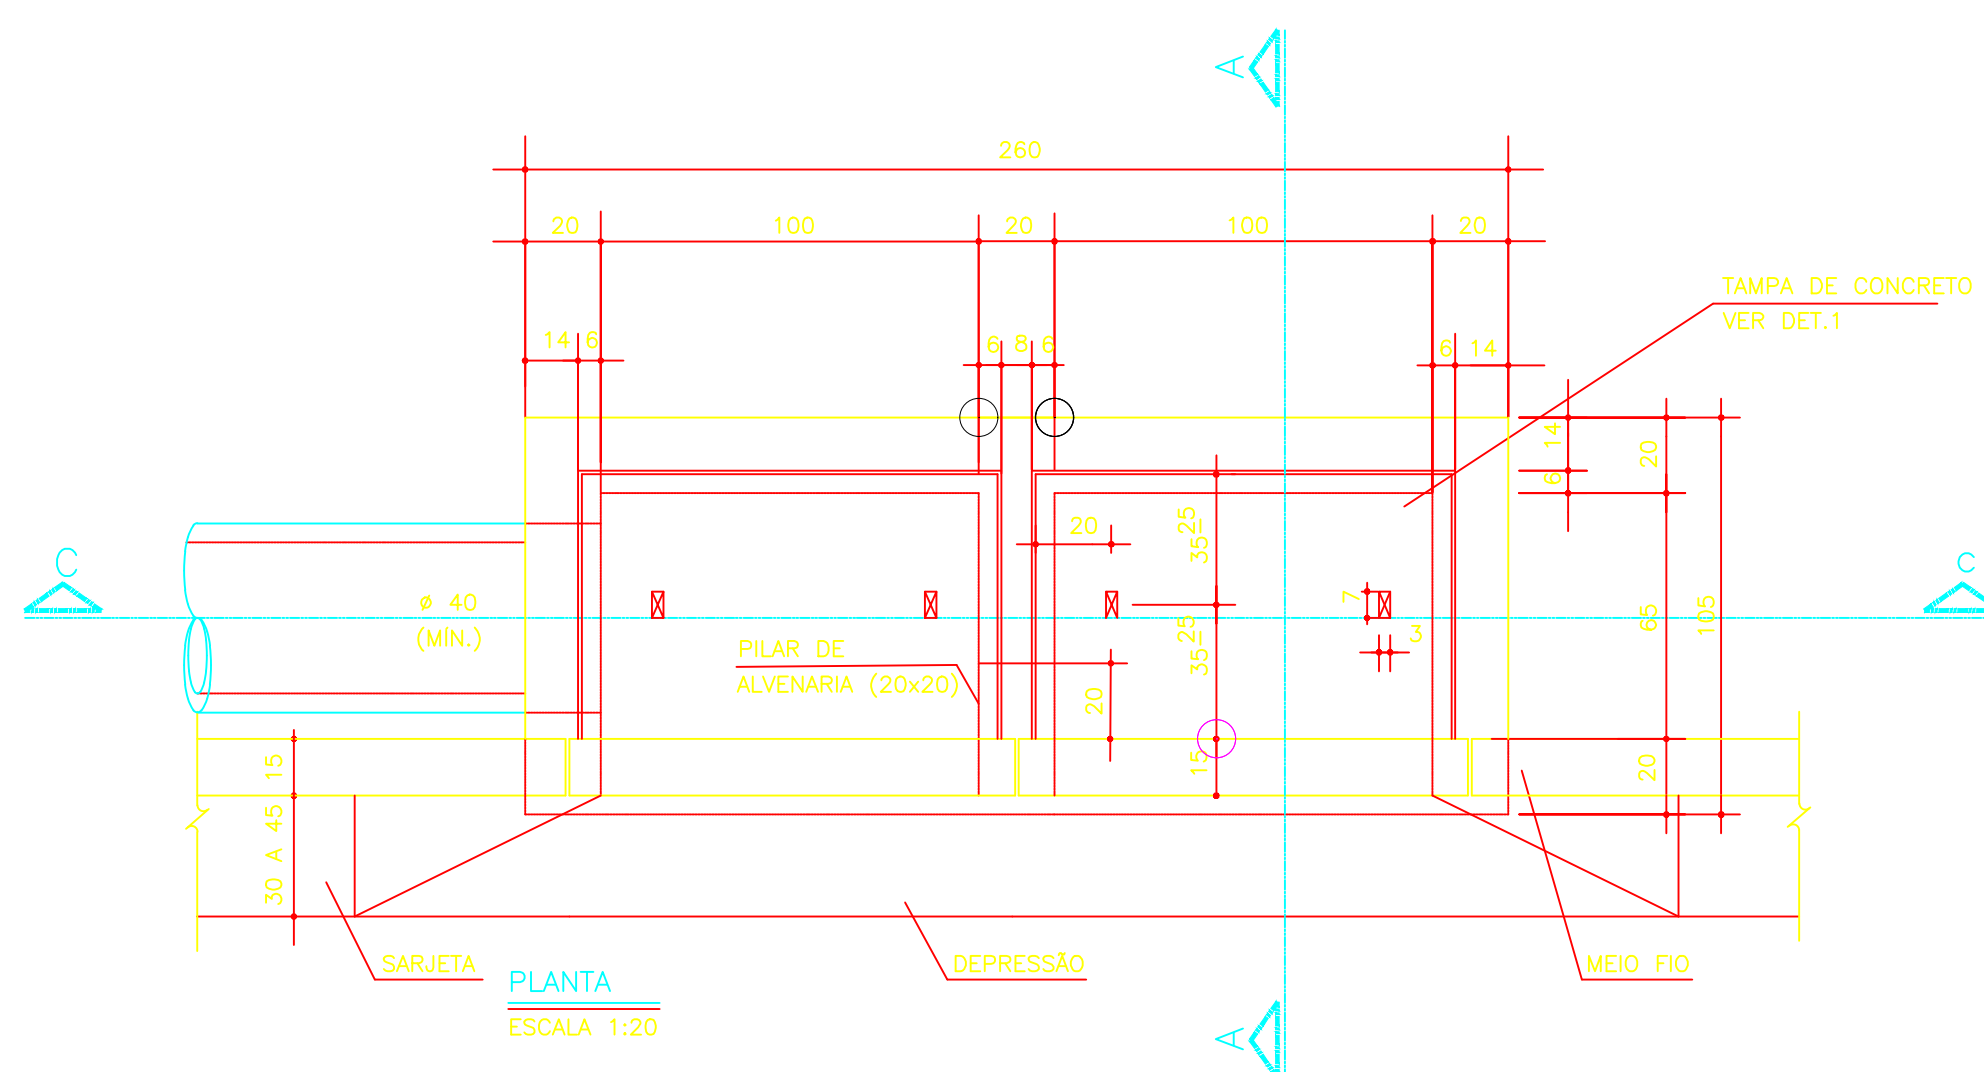 A
260
20 100 20 100 20
TAMPA DE CONCRETO
VER DET.1
14 6 6 8 6 6 14
14
20
6
20
25
35
C
C
ø 40
(MÍN.)
7
65
105
25
35
3
PILAR DE
ALVENARIA (20x20)
20
15
15
20
30 A 45
SARJETA
DEPRESSÃO
MEIO FIO
PLANTA
ESCALA 1:20
A